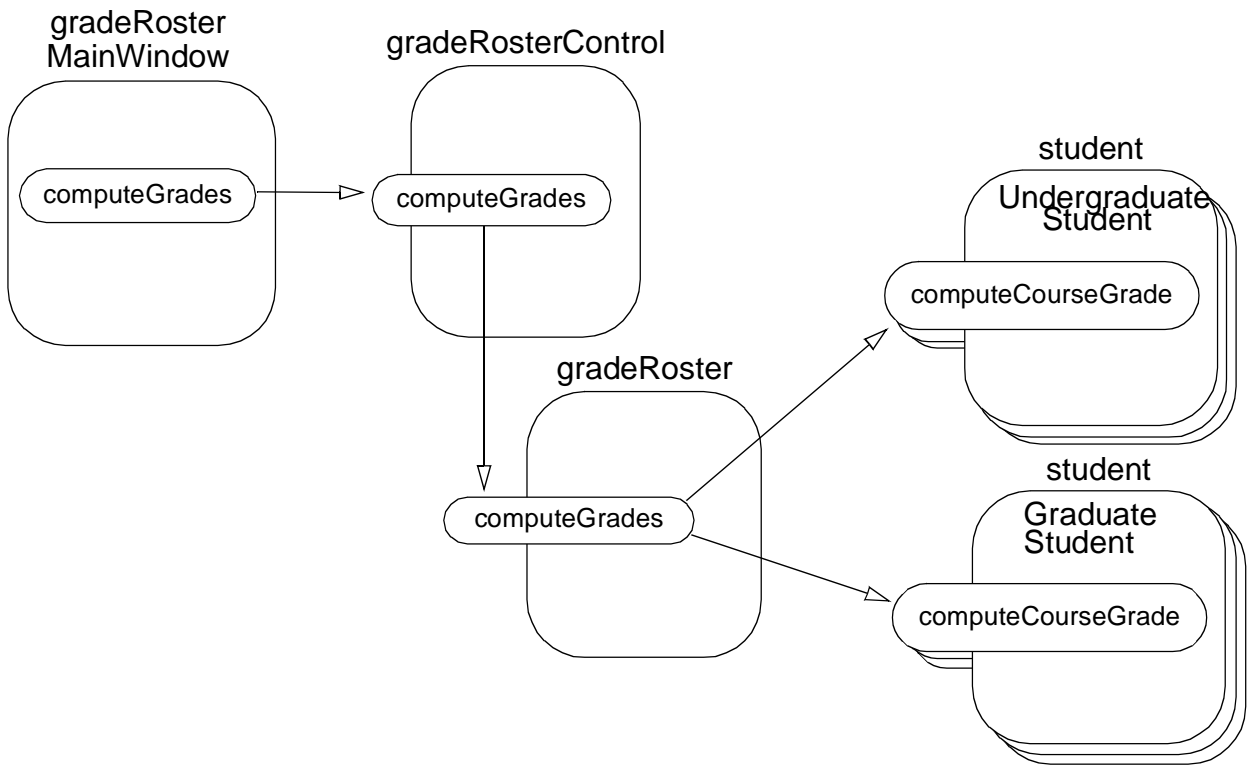 gradeRoster
MainWindow
gradeRosterControl
computeGrades
computeGrades
student
Undergraduate
Student
computeCourseGrade
gradeRoster
computeGrades
student
Graduate
Student
computeCourseGrade